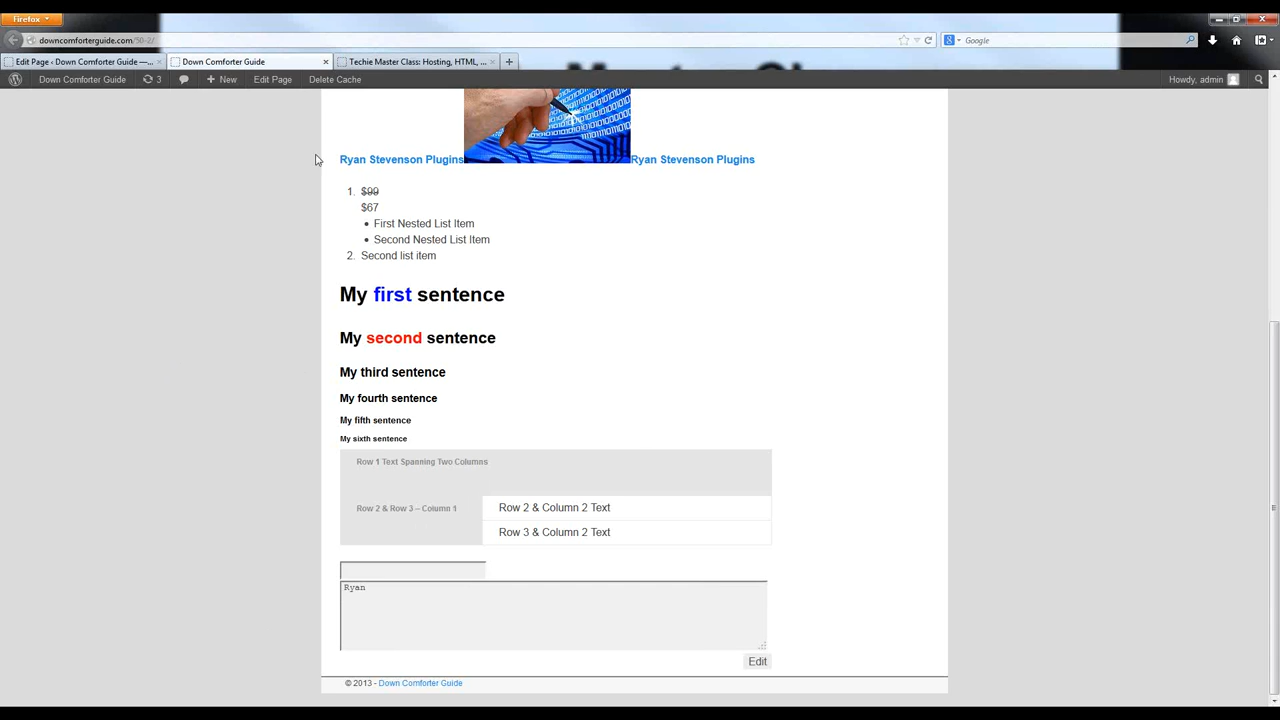 Firefox
downcomforterguide.com/50-2/
Google
Edit Page ‹ Down Comforter Guide —...
Down Comforter Guide
Techie Master Class: Hosting, HTML, ...
Down Comforter Guide
3
New
Edit Page
Delete Cache
Howdy, admin
Ryan Stevenson Plugins
Ryan Stevenson Plugins
1. $99
$67
• First Nested List Item
• Second Nested List Item
2. Second list item
My first sentence
My second sentence
My third sentence
My fourth sentence
My fifth sentence
My sixth sentence
Row 1 Text Spanning Two Columns
Row 2 & Row 3 – Column 1
Row 2 & Column 2 Text
Row 3 & Column 2 Text
Ryan
Edit
© 2013 - Down Comforter Guide